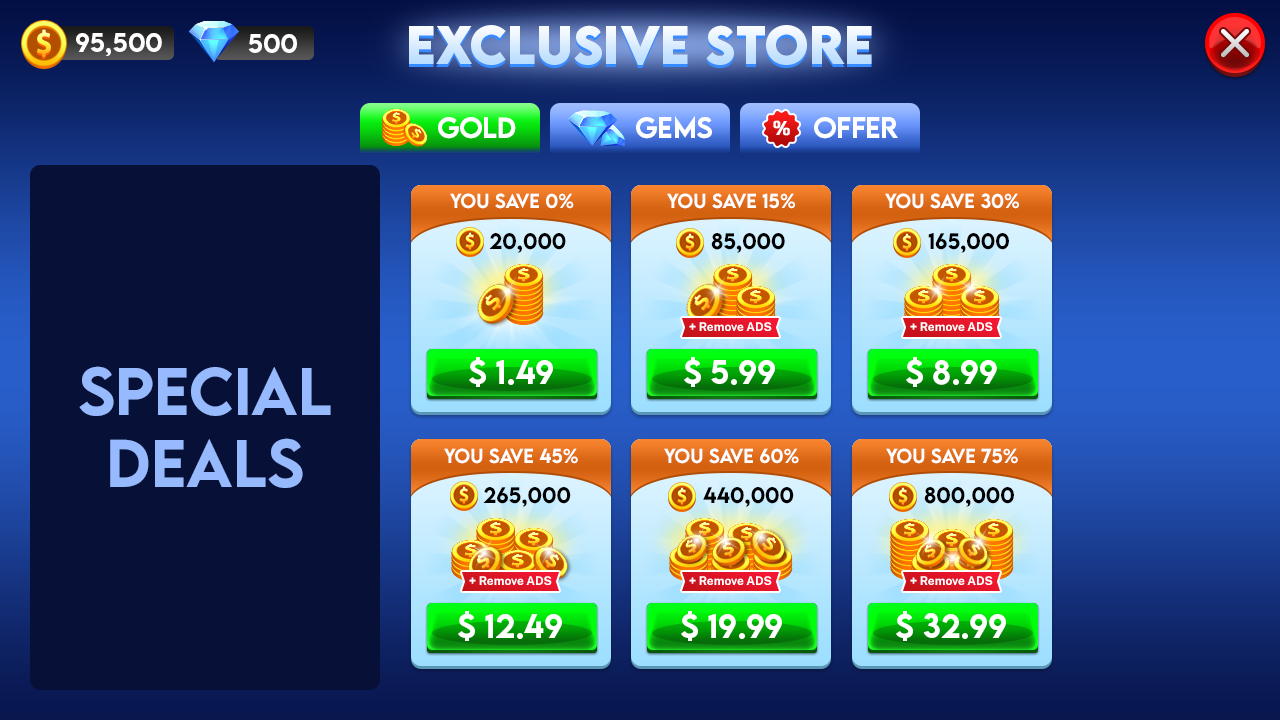 95,500
500
EXCLUSIVE STORE
GOLD
GEMS
% OFFER
SPECIAL
DEALS
YOU SAVE 0%
$ 20,000
$ 1.49
YOU SAVE 15%
$ 85,000
+ Remove ADS
$ 5.99
YOU SAVE 30%
$ 165,000
+ Remove ADS
$ 8.99
YOU SAVE 45%
$ 265,000
+ Remove ADS
$ 12.49
YOU SAVE 60%
$ 440,000
+ Remove ADS
$ 19.99
YOU SAVE 75%
$ 800,000
+ Remove ADS
$ 32.99